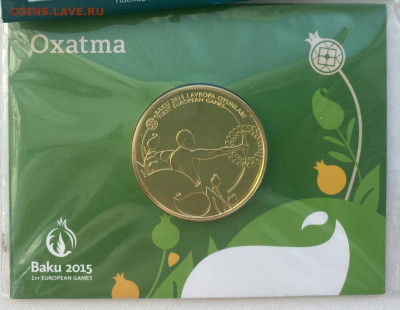 COINS.LAVE.RU
Oxatma
BAKU 2015 I AVROPA OYUNLARI
FIRST EUROPEAN GAMES
Baku 2015
1ST EUROPEAN GAMES